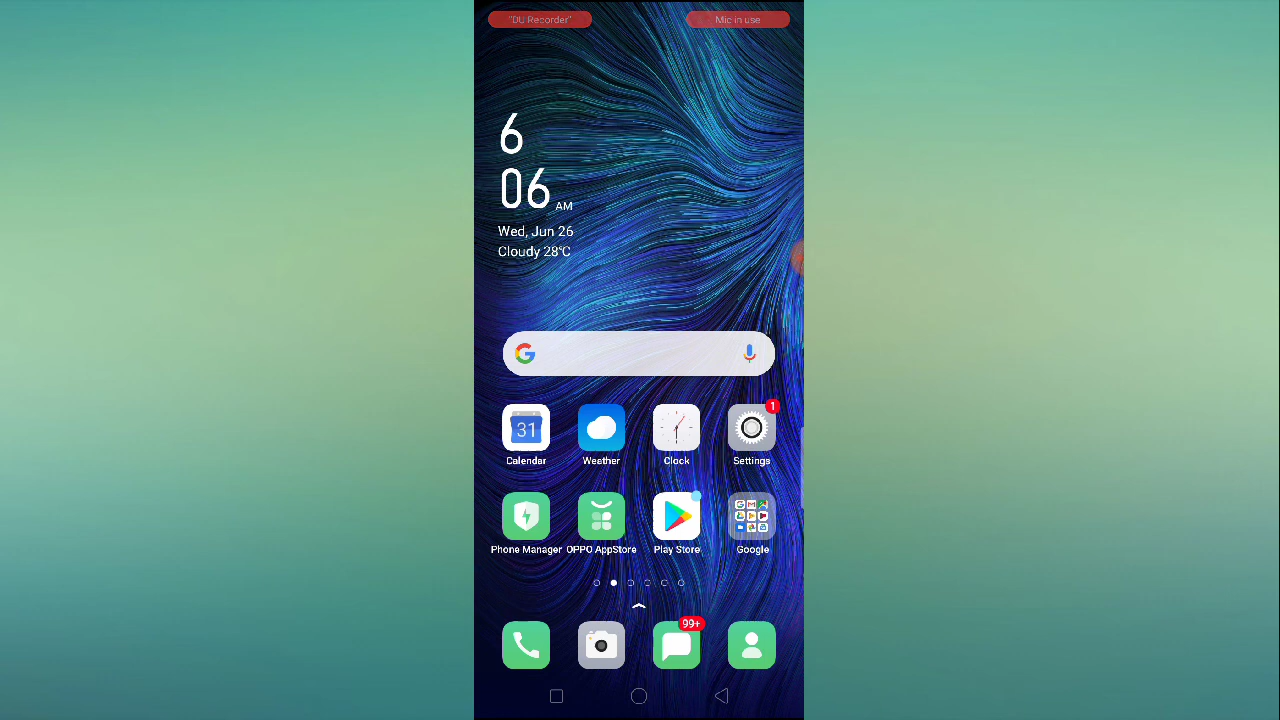 "DU Recorder" Mic in use
6
06 AM
Wed, Jun 26
Cloudy 28°C
G
31
1
Calendar Weather Clock Settings
Phone Manager OPPO AppStore Play Store Google
99+